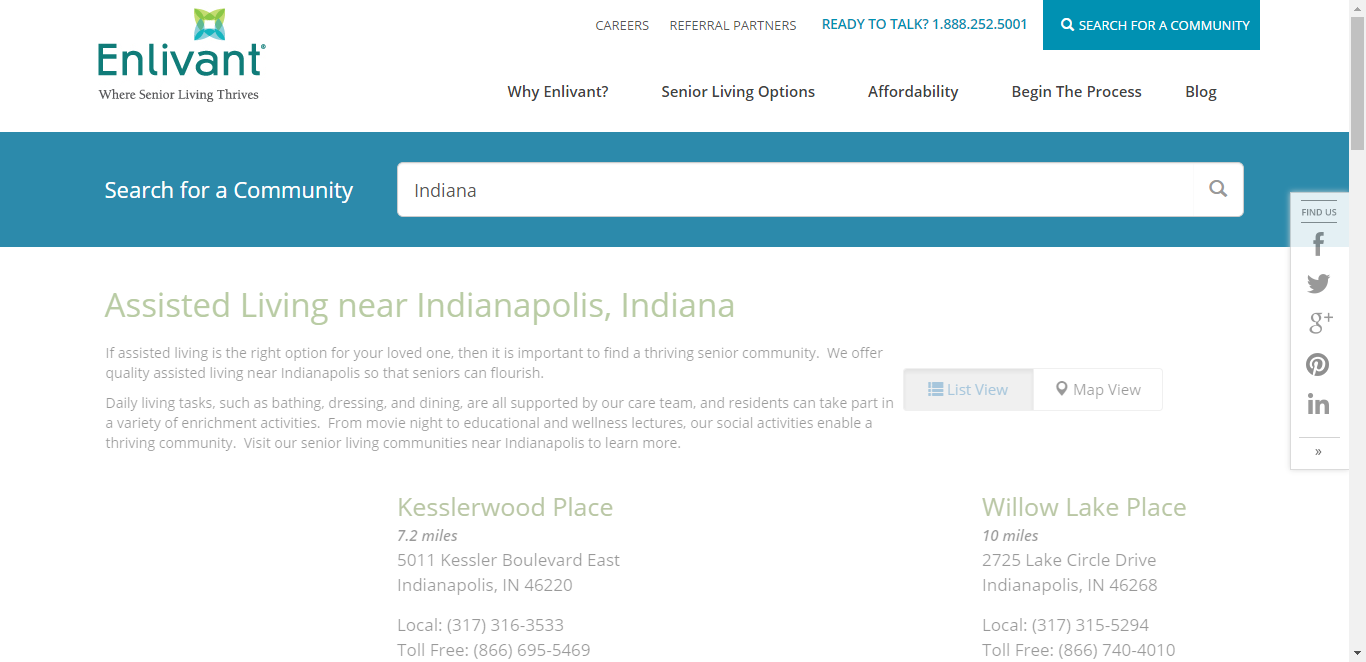 CAREERS REFERRAL PARTNERS READY TO TALK? 1.888.252.5001 SEARCH FOR A COMMUNITY
Enlivant®
Where Senior Living Thrives
Why Enlivant? Senior Living Options Affordability Begin The Process Blog
Search for a Community Indiana
FIND US
Assisted Living near Indianapolis, Indiana
If assisted living is the right option for your loved one, then it is important to find a thriving senior community. We offer
quality assisted living near Indianapolis so that seniors can flourish.
Daily living tasks, such as bathing, dressing, and dining, are all supported by our care team, and residents can take part in
a variety of enrichment activities. From movie night to educational and wellness lectures, our social activities enable a
thriving community. Visit our senior living communities near Indianapolis to learn more.
List View Map View
»
Kesslerwood Place
7.2 miles
5011 Kessler Boulevard East
Indianapolis, IN 46220
Local: (317) 316-3533
Toll Free: (866) 695-5469
Willow Lake Place
10 miles
2725 Lake Circle Drive
Indianapolis, IN 46268
Local: (317) 315-5294
Toll Free: (866) 740-4010